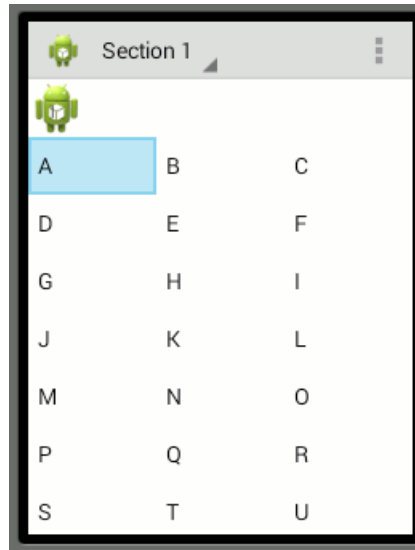 Section 1
A B C
D E F
G H I
J K L
M N O
P Q R
S T U